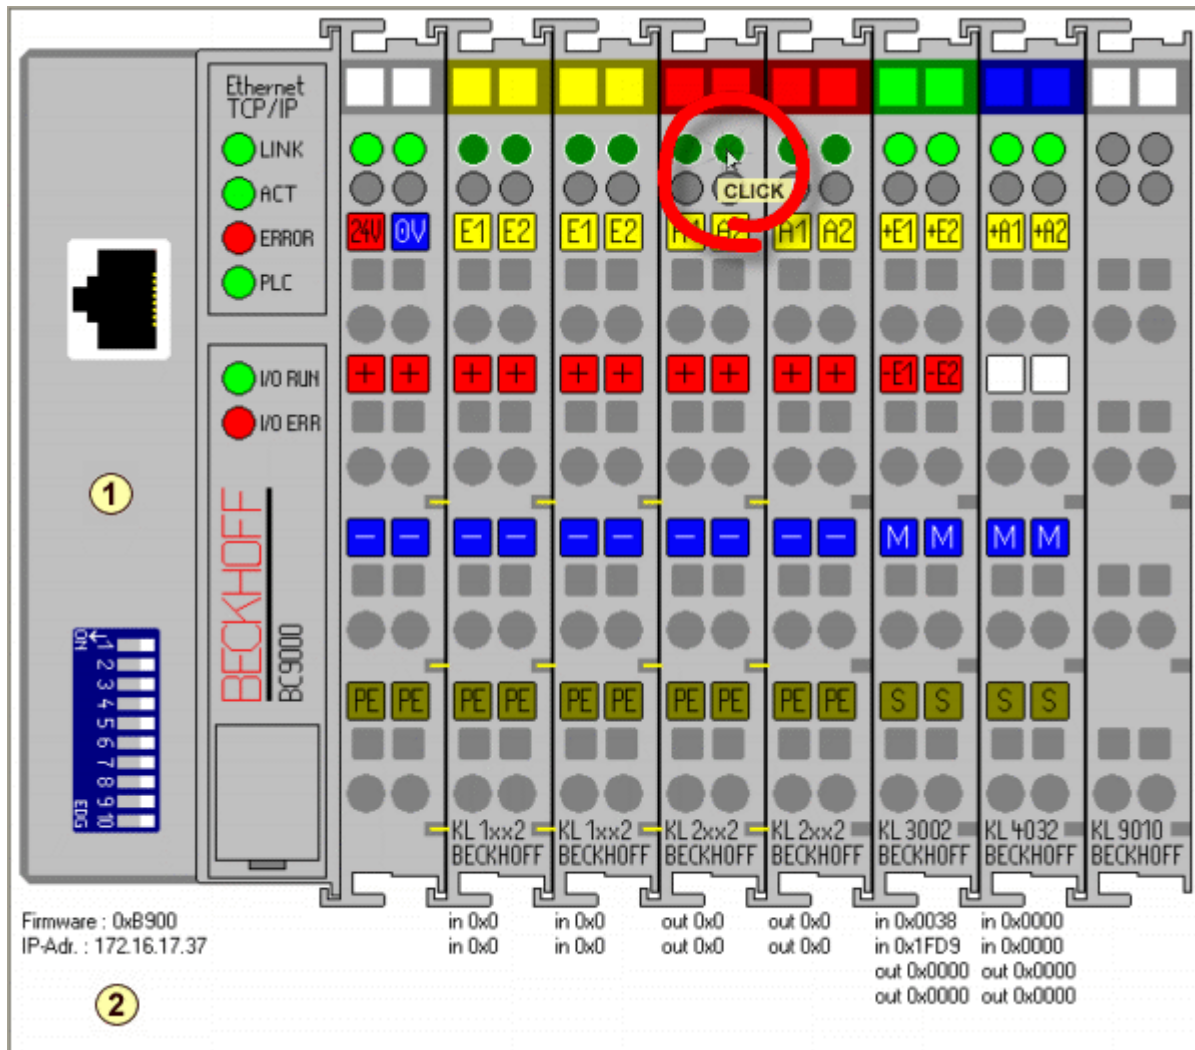 Ethernet
TCP/IP
LINK
ACT
ERROR
PLC
I/O RUN
I/O ERR
BECKHOFF
BC9000
1
ON
1
2
3
4
5
6
7
8
9
10
EDG
CLICK
24V 0V E1 E2 E1 E2 A1 A2 A1 A2 +E1 +E2 +A1 +A2
+ + + + + + + + + + -E1 -E2
− − − − − − − − − − M M M M
PE PE PE PE PE PE PE PE PE PE S S S S
KL 1xx2 KL 1xx2 KL 2xx2 KL 2xx2 KL 3002 KL 4032 KL 9010
BECKHOFF BECKHOFF BECKHOFF BECKHOFF BECKHOFF BECKHOFF BECKHOFF
Firmware : 0xB900 in 0x0 in 0x0 out 0x0 out 0x0 in 0x0038 in 0x0000
IP-Adr. : 172.16.17.37 in 0x0 in 0x0 out 0x0 out 0x0 in 0x1FD9 in 0x0000
out 0x0000 out 0x0000
out 0x0000 out 0x0000
2